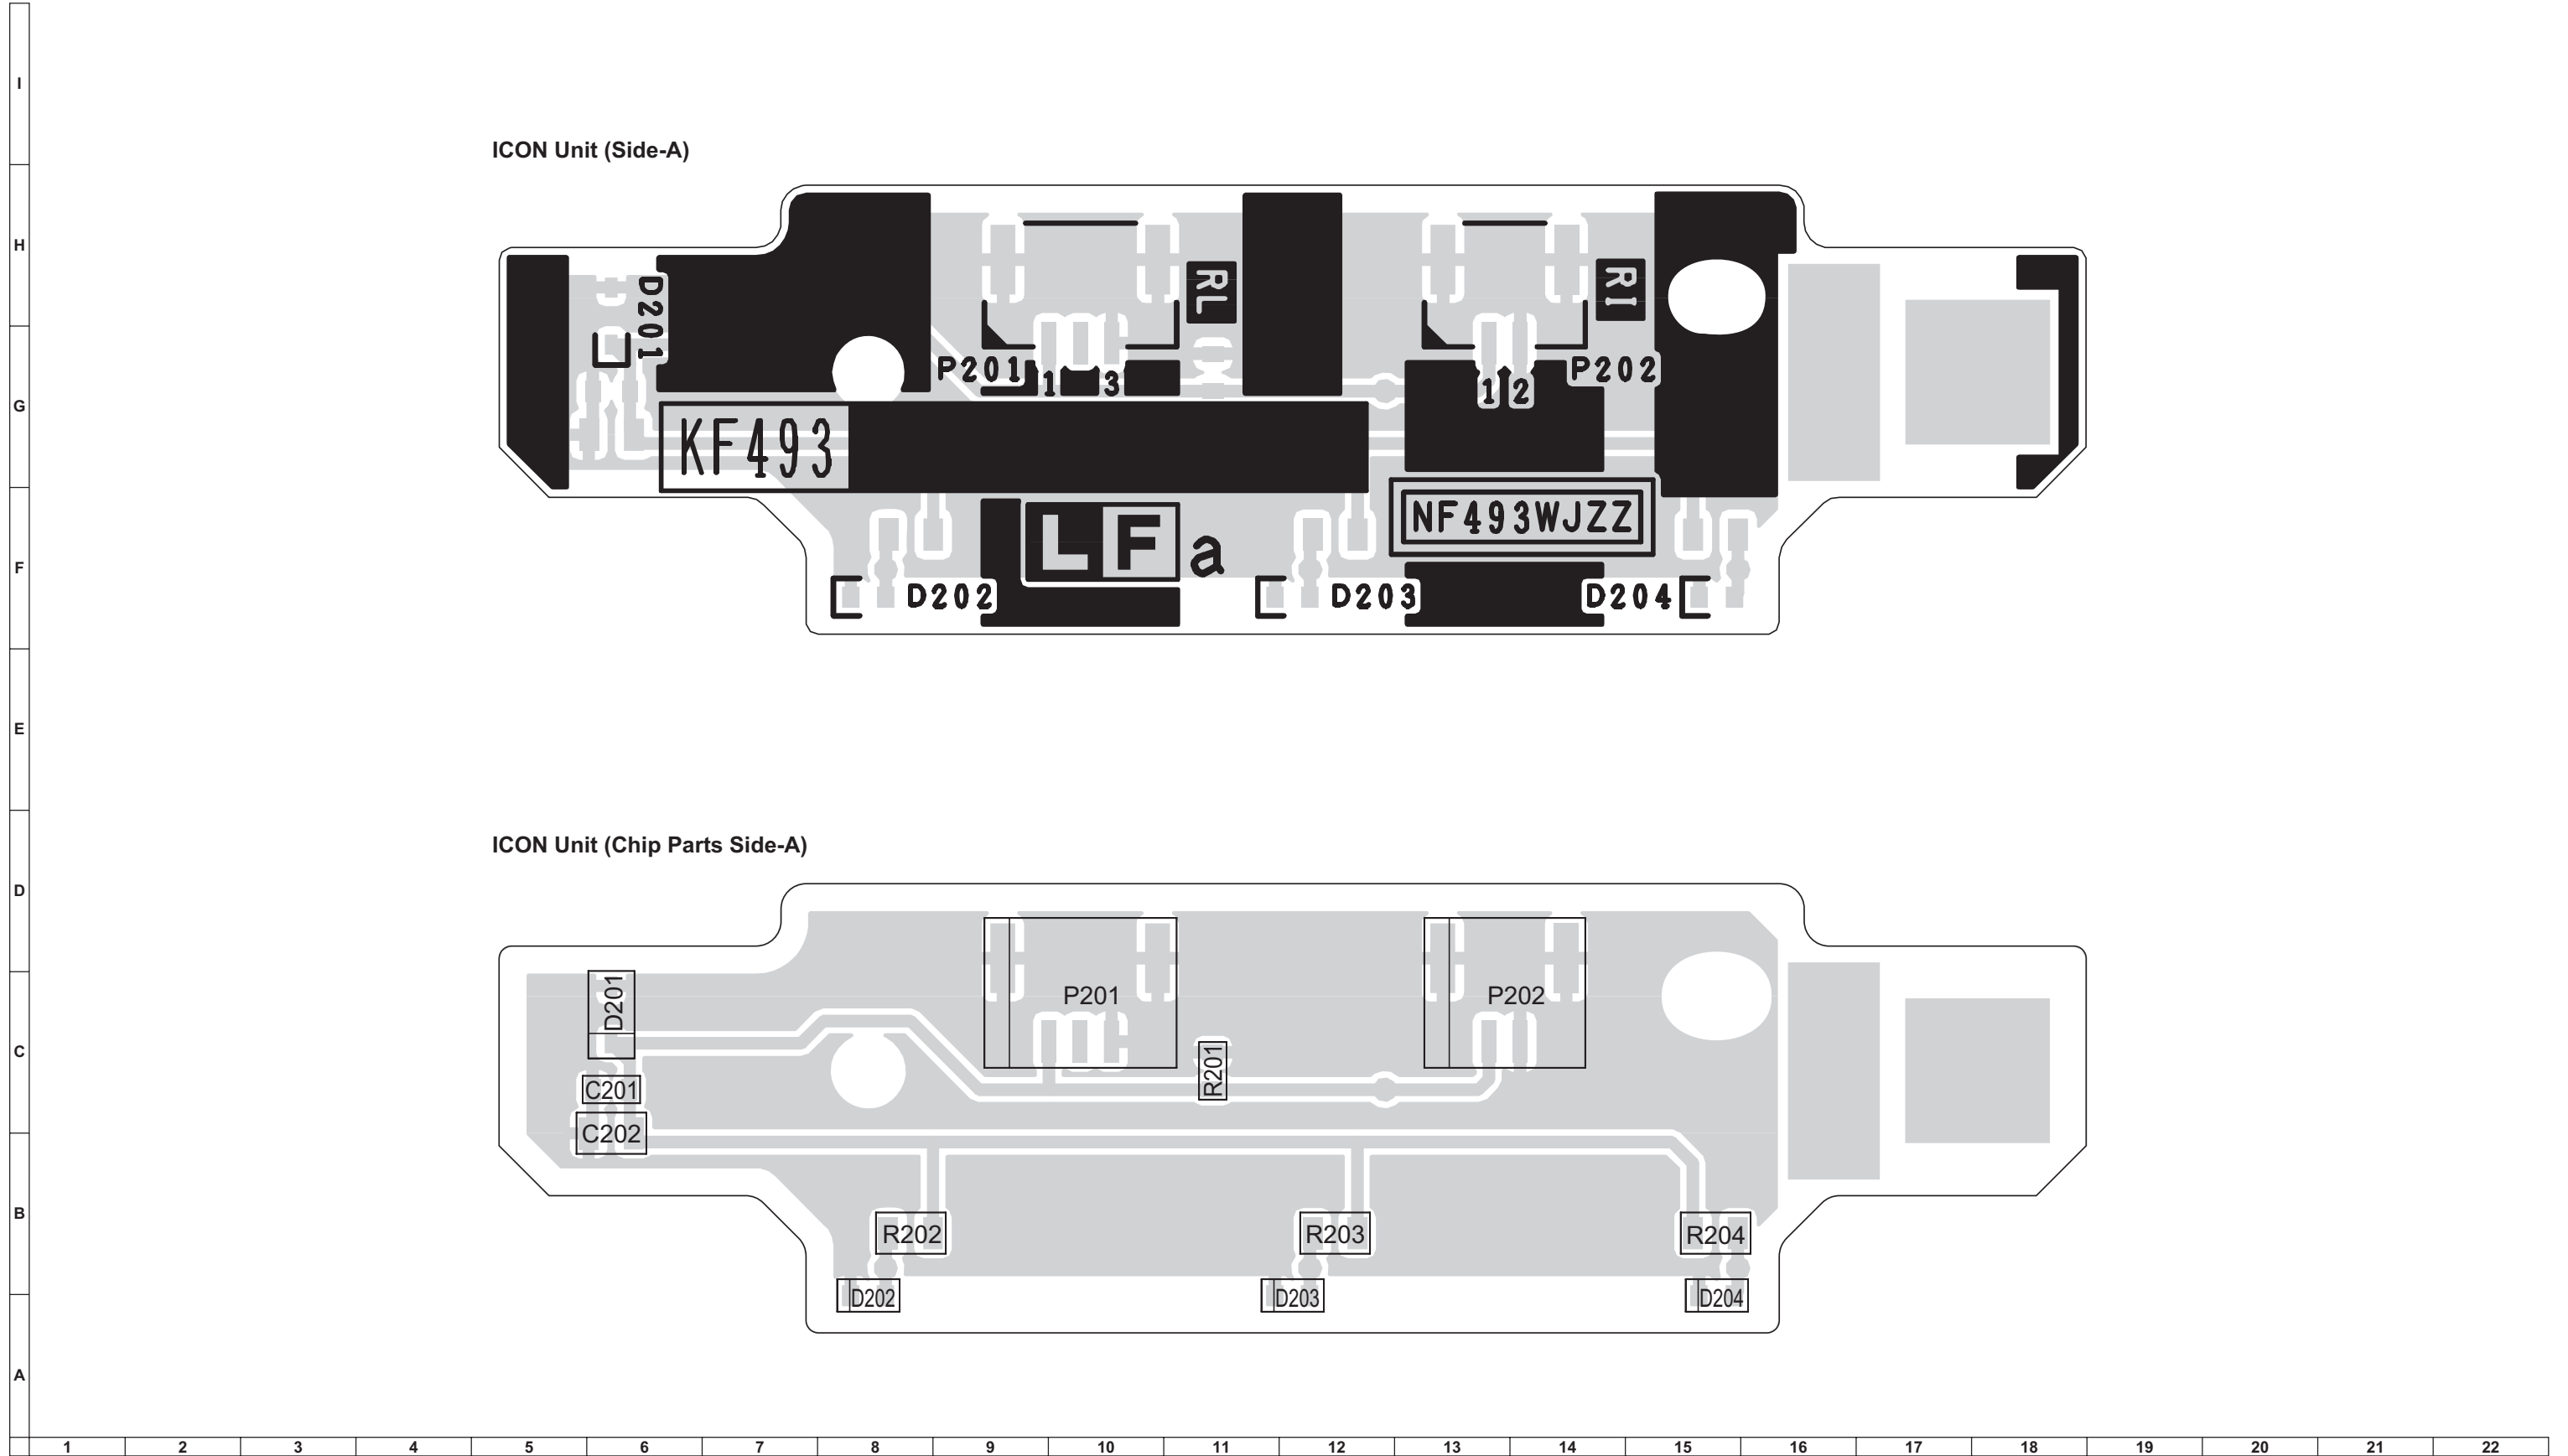 I
ICON Unit (Side-A)
H
D201
RL
RI
P201
1
3
1
2
P202
G
KF493
NF493WJZZ
LF
a
F
D202
D203
D204
E
ICON Unit (Chip Parts Side-A)
D
D201
P201
P202
C
R201
C201
C202
B
R202
R203
R204
D202
D203
D204
A
1 2 3 4 5 6 7 8 9 10 11 12 13 14 15 16 17 18 19 20 21 22